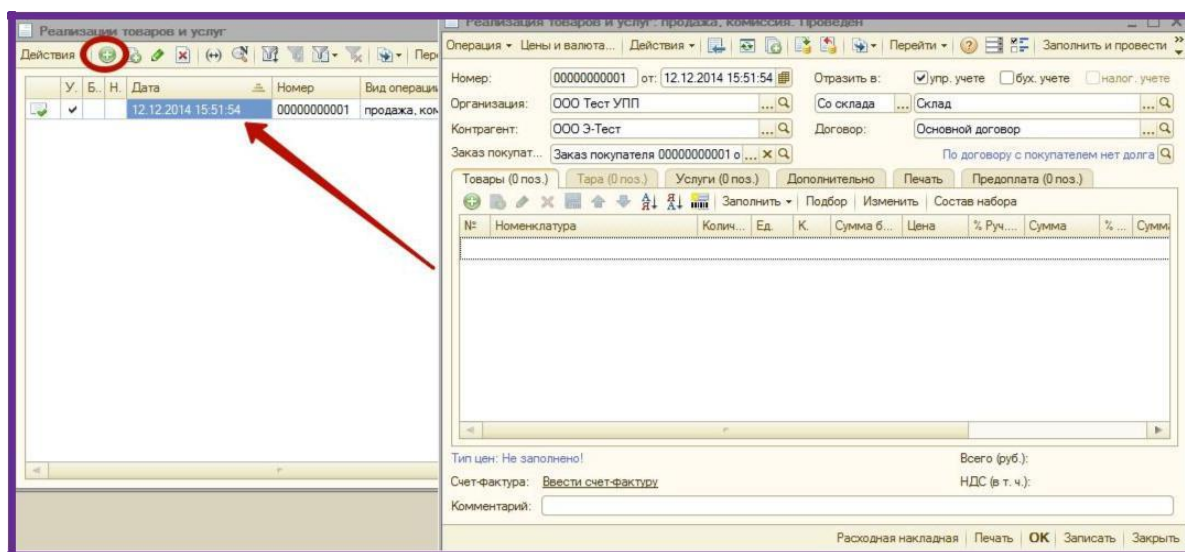 Реализации товаров и услуг
Действия
Пер
У. Б. Н. Дата Номер Вид операции
12.12.2014 15:51:54 00000000001 продажа, ком
Реализация товаров и услуг: продажа, комиссия. Проведен
Операция Цены и валюта... Действия Перейти Заполнить и провести
Номер: 00000000001 от: 12.12.2014 15:51:54 Отразить в: упр. учете бух. учете налог. учете
Организация: ООО Тест УПП ... Со склада ... Склад ...
Контрагент: ООО Э-Тест ... Договор: Основной договор ...
Заказ покупат... Заказ покупателя 00000000001 о ... По договору с покупателем нет долга
Товары (0 поз.) Тара (0 поз.) Услуги (0 поз.) Дополнительно Печать Предоплата (0 поз.)
Заполнить Подбор Изменить Состав набора
№ Номенклатура Колич... Ед. К. Сумма б... Цена % Руч.... Сумма % ... Сумма
Тип цен: Не заполнено! Всего (руб.):
Счет-фактура: Ввести счет-фактуру НДС (в т. ч.):
Комментарий:
Расходная накладная Печать OK Записать Закрыть